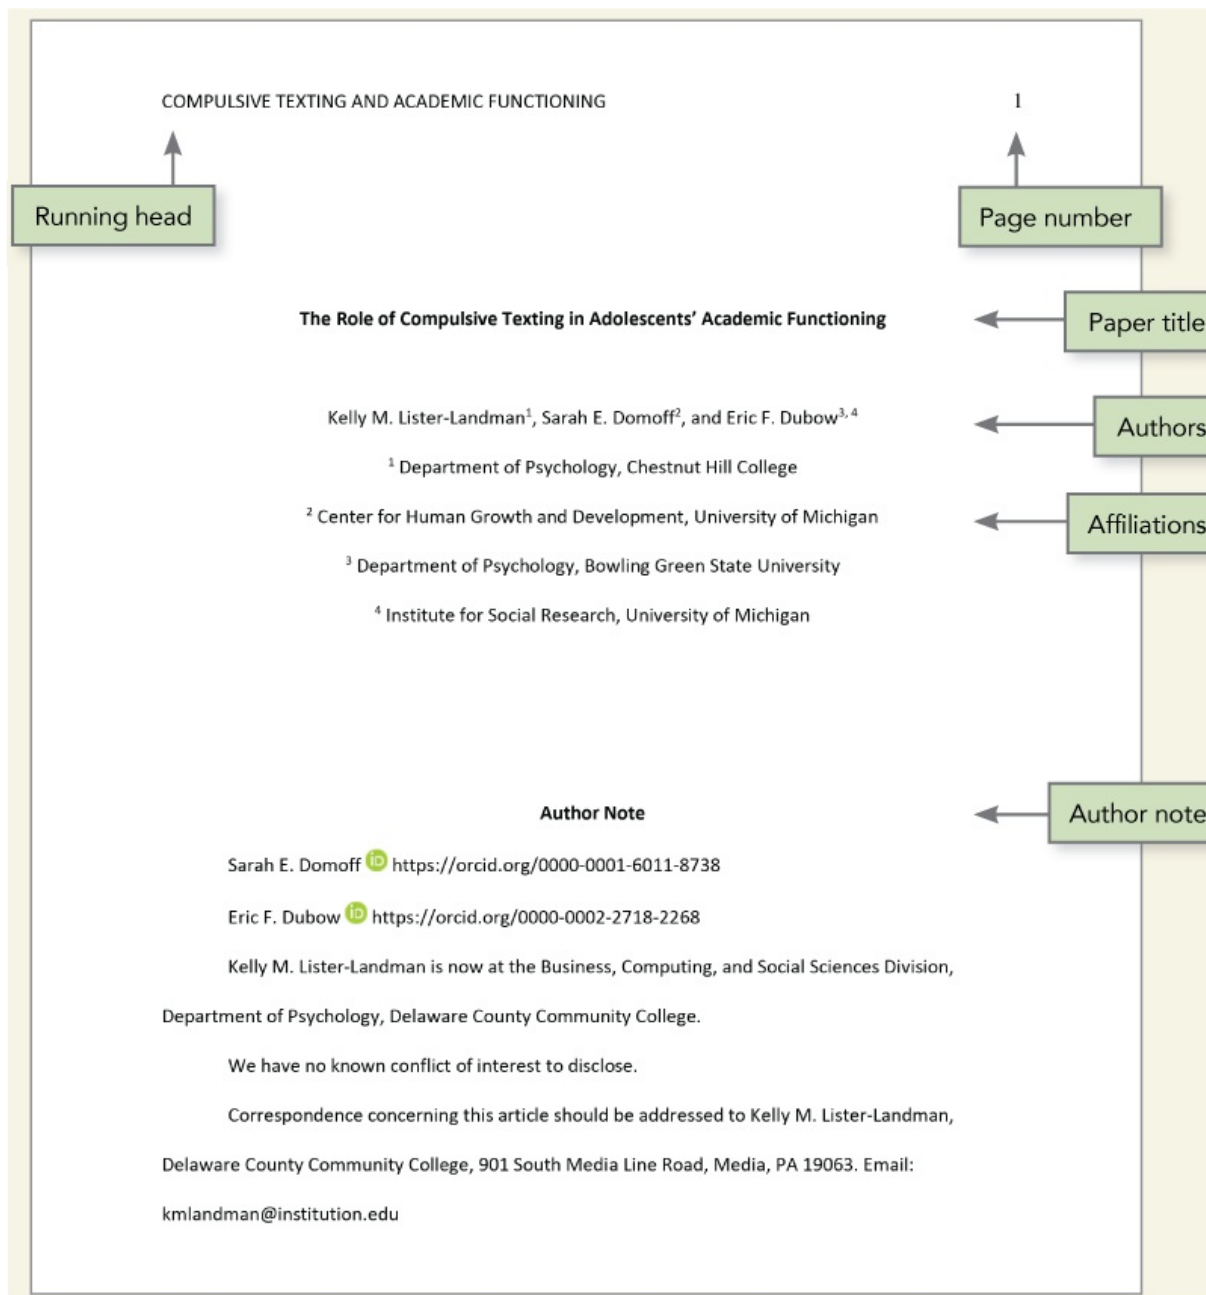 COMPULSIVE TEXTING AND ACADEMIC FUNCTIONING 1
Running head
Page number
The Role of Compulsive Texting in Adolescents’ Academic Functioning
Paper title
Kelly M. Lister-Landman¹, Sarah E. Domoff², and Eric F. Dubow³,⁴
Authors
¹ Department of Psychology, Chestnut Hill College
² Center for Human Growth and Development, University of Michigan
Affiliations
³ Department of Psychology, Bowling Green State University
⁴ Institute for Social Research, University of Michigan
Author Note
Author note
Sarah E. Domoff iD https://orcid.org/0000-0001-6011-8738
Eric F. Dubow iD https://orcid.org/0000-0002-2718-2268
Kelly M. Lister-Landman is now at the Business, Computing, and Social Sciences Division,
Department of Psychology, Delaware County Community College.
We have no known conflict of interest to disclose.
Correspondence concerning this article should be addressed to Kelly M. Lister-Landman,
Delaware County Community College, 901 South Media Line Road, Media, PA 19063. Email:
kmlandman@institution.edu